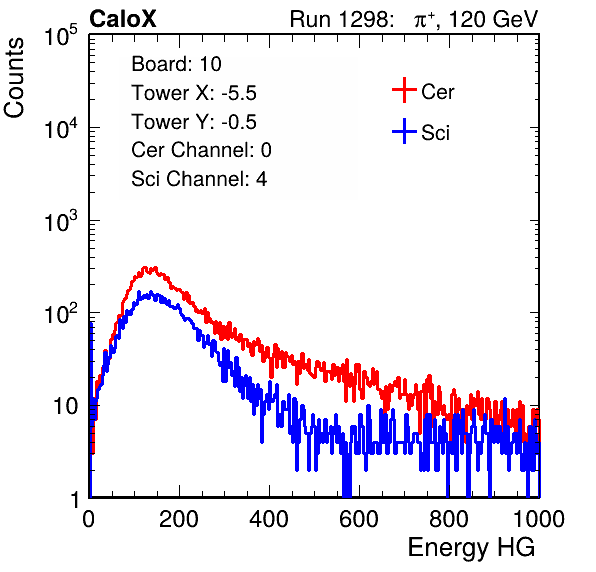 CaloX Run 1298: π⁺, 120 GeV
Counts
10⁵
10⁴
10³
10²
10
1
Board: 10
Tower X: -5.5
Tower Y: -0.5
Cer Channel: 0
Sci Channel: 4
Cer
Sci
0 200 400 600 800 1000
Energy HG